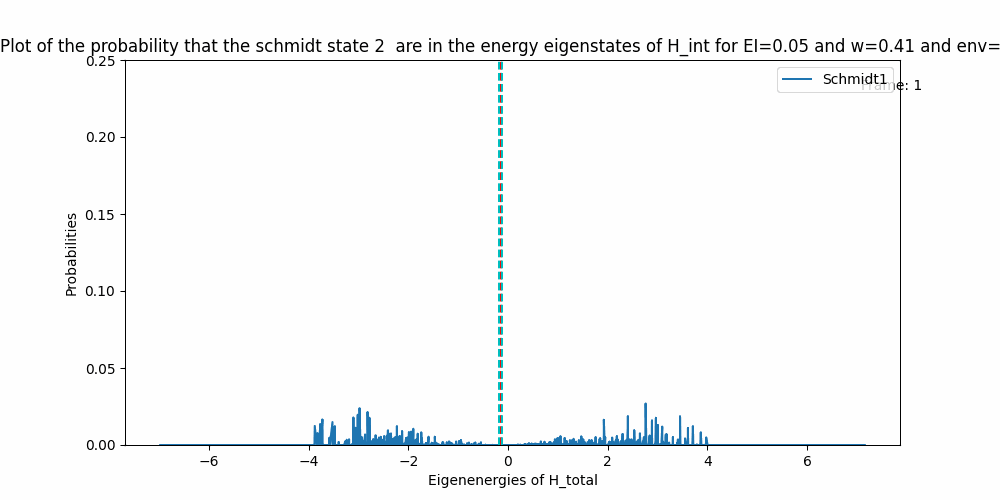 Plot of the probability that the schmidt state 2 are in the energy eigenstates of H_int for EI=0.05 and w=0.41 and env=
Schmidt1
Frame: 1
0.25
0.20
0.15
0.10
0.05
0.00
Probabilities
−6
−4
−2
0
2
4
6
Eigenenergies of H_total